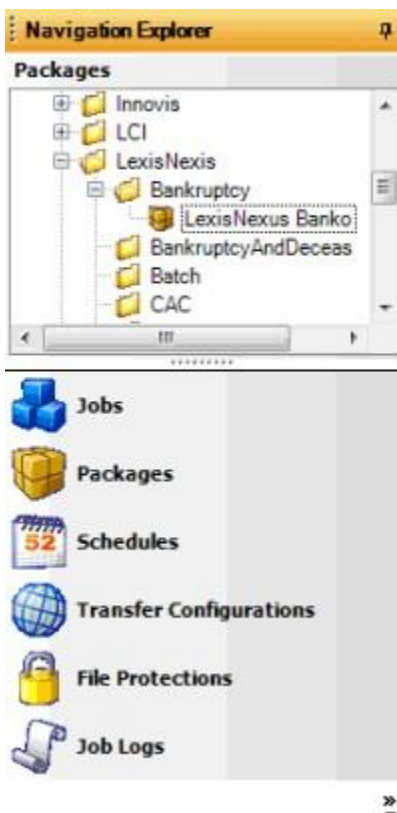 Navigation Explorer
Packages
Innovis
LCI
LexisNexis
Bankruptcy
LexisNexus Banko
BankruptcyAndDeceas
Batch
CAC
Jobs
Packages
52
Schedules
Transfer Configurations
File Protections
Job Logs
»